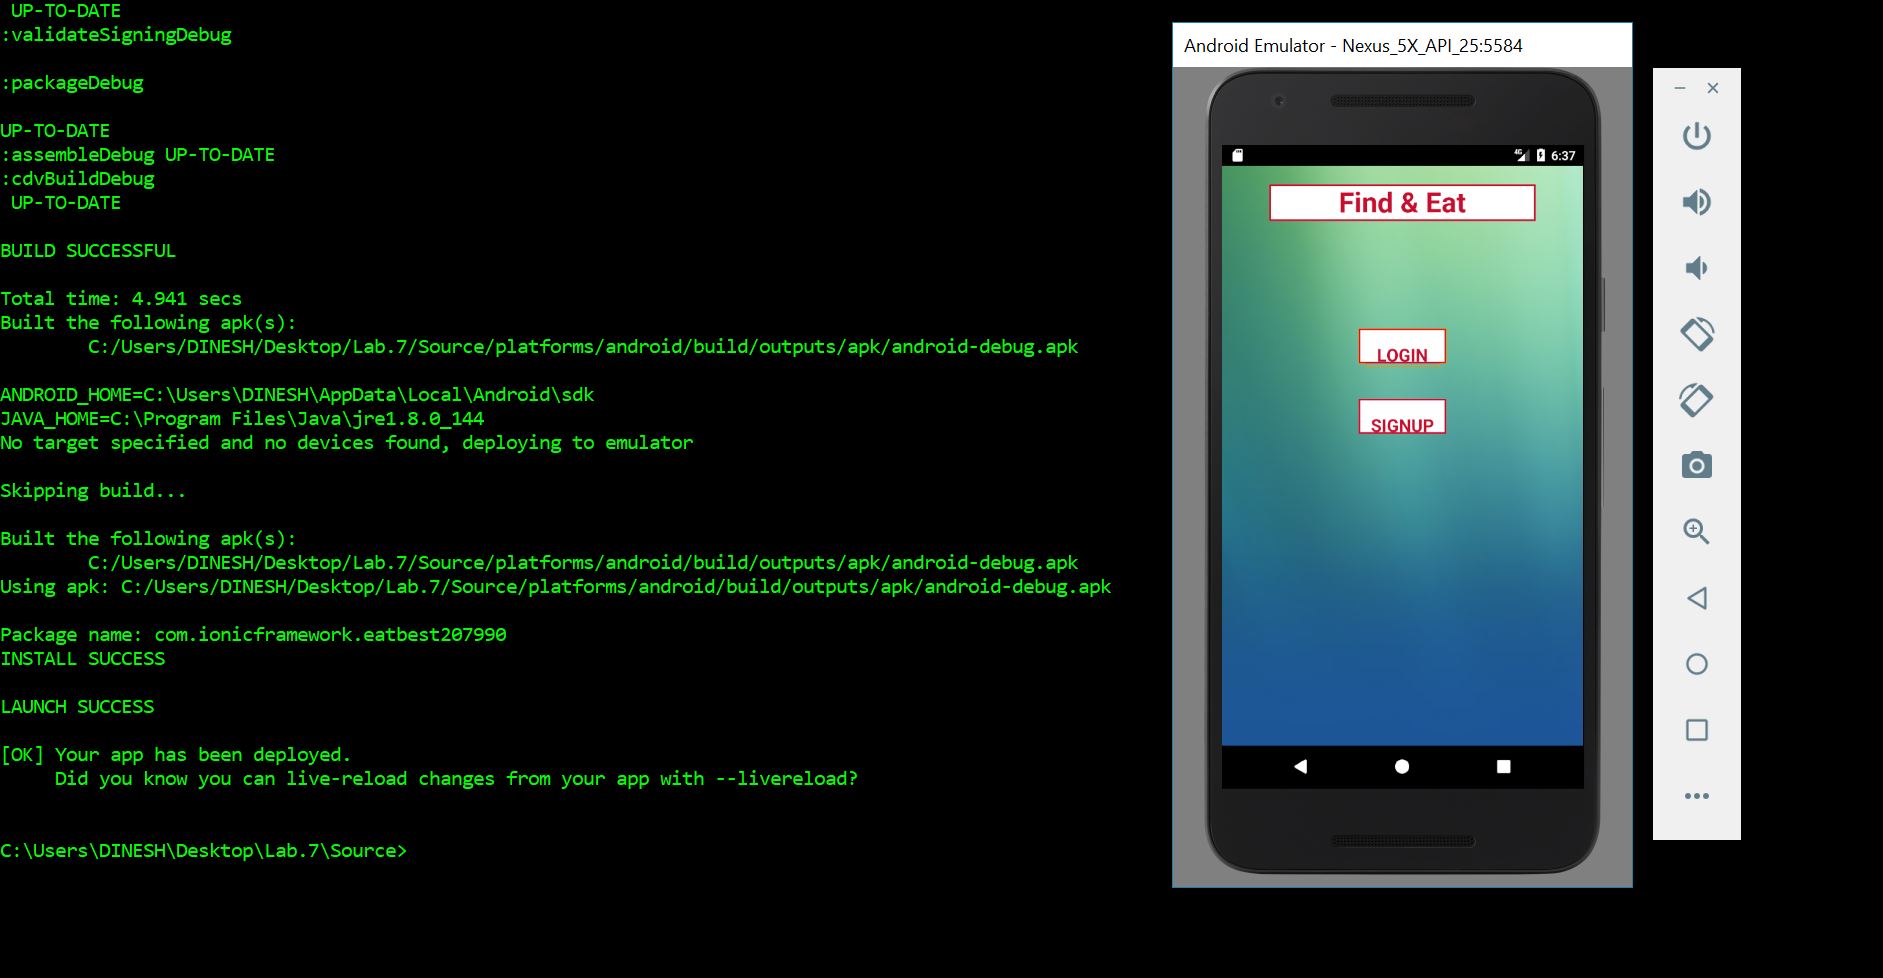 UP-TO-DATE
:validateSigningDebug
:packageDebug
UP-TO-DATE
:assembleDebug UP-TO-DATE
:cdvBuildDebug
UP-TO-DATE
BUILD SUCCESSFUL
Total time: 4.941 secs
Built the following apk(s):
C:/Users/DINESH/Desktop/Lab.7/Source/platforms/android/build/outputs/apk/android-debug.apk
ANDROID_HOME=C:\Users\DINESH\AppData\Local\Android\sdk
JAVA_HOME=C:\Program Files\Java\jre1.8.0_144
No target specified and no devices found, deploying to emulator
Skipping build...
Built the following apk(s):
C:/Users/DINESH/Desktop/Lab.7/Source/platforms/android/build/outputs/apk/android-debug.apk
Using apk: C:/Users/DINESH/Desktop/Lab.7/Source/platforms/android/build/outputs/apk/android-debug.apk
Package name: com.ionicframework.eatbest207990
INSTALL SUCCESS
LAUNCH SUCCESS
[OK] Your app has been deployed.
Did you know you can live-reload changes from your app with --livereload?
C:\Users\DINESH\Desktop\Lab.7\Source>
Android Emulator - Nexus_5X_API_25:5584
4G 6:37
Find & Eat
LOGIN
SIGNUP